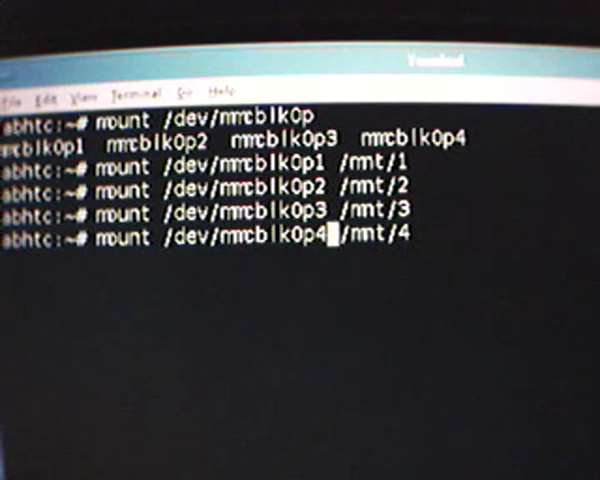 Terminal
File Edit View Terminal Go Help
abhtc:~# mount /dev/mmcblk0p
mmcblk0p1 mmcblk0p2 mmcblk0p3 mmcblk0p4
abhtc:~# mount /dev/mmcblk0p1 /mnt/1
abhtc:~# mount /dev/mmcblk0p2 /mnt/2
abhtc:~# mount /dev/mmcblk0p3 /mnt/3
abhtc:~# mount /dev/mmcblk0p4 /mnt/4